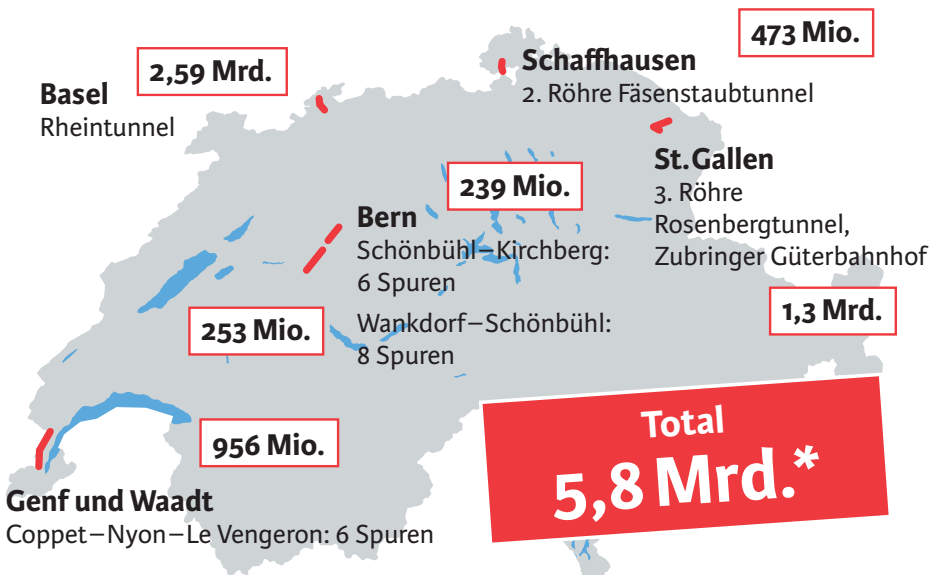 473 Mio.
2,59 Mrd.
Schaffhausen
2. Röhre Fäsenstaubtunnel
Basel
Rheintunnel
St.Gallen
3. Röhre
Rosenbergtunnel,
Zubringer Güterbahnhof
239 Mio.
Bern
Schönbühl–Kirchberg:
6 Spuren
1,3 Mrd.
253 Mio.
Wankdorf–Schönbühl:
8 Spuren
956 Mio.
Total
5,8 Mrd.*
Genf und Waadt
Coppet–Nyon–Le Vengeron: 6 Spuren